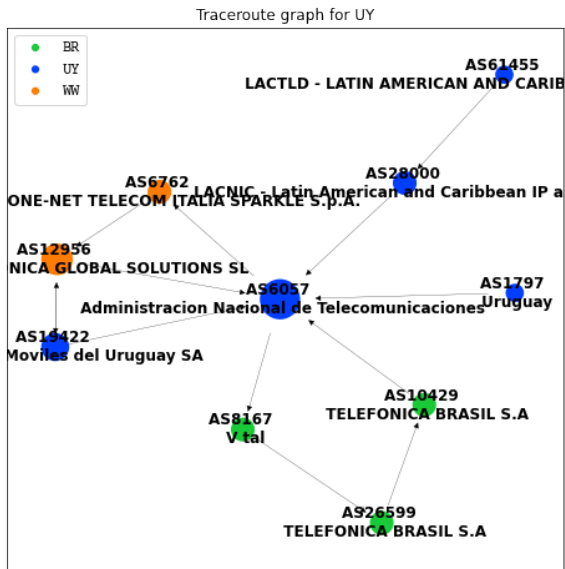 Traceroute graph for UY
BR
UY
WW
AS61455
LACTLD - LATIN AMERICAN AND CARIB
AS28000
LACNIC - Latin American and Caribbean IP a
AS6762
ONE-NET TELECOM ITALIA SPARKLE S.p.A.
AS12956
NICA GLOBAL SOLUTIONS SL
AS6057
Administracion Nacional de Telecomunicaciones
AS1797
Uruguay
AS19422
Moviles del Uruguay SA
AS10429
TELEFONICA BRASIL S.A
AS8167
V tal
AS26599
TELEFONICA BRASIL S.A